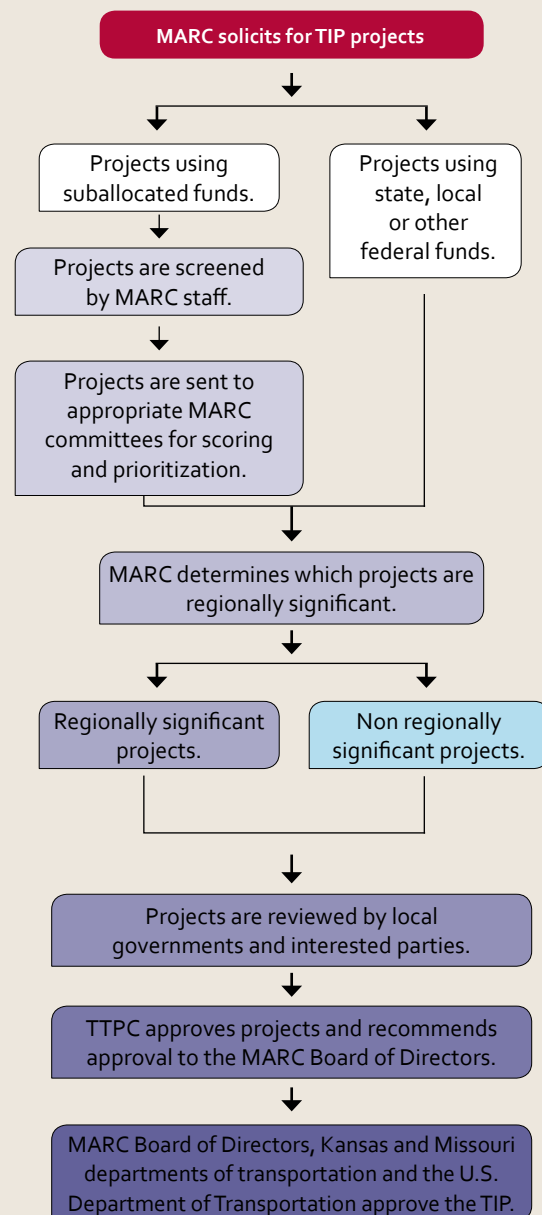 MARC solicits for TIP projects
Projects using
suballocated funds.
Projects using
state, local
or other
federal funds.
Projects are screened
by MARC staff.
Projects are sent to
appropriate MARC
committees for scoring
and prioritization.
MARC determines which projects are
regionally significant.
Regionally significant
projects.
Non regionally
significant projects.
Projects are reviewed by local
governments and interested parties.
TTPC approves projects and recommends
approval to the MARC Board of Directors.
MARC Board of Directors, Kansas and Missouri
departments of transportation and the U.S.
Department of Transportation approve the TIP.